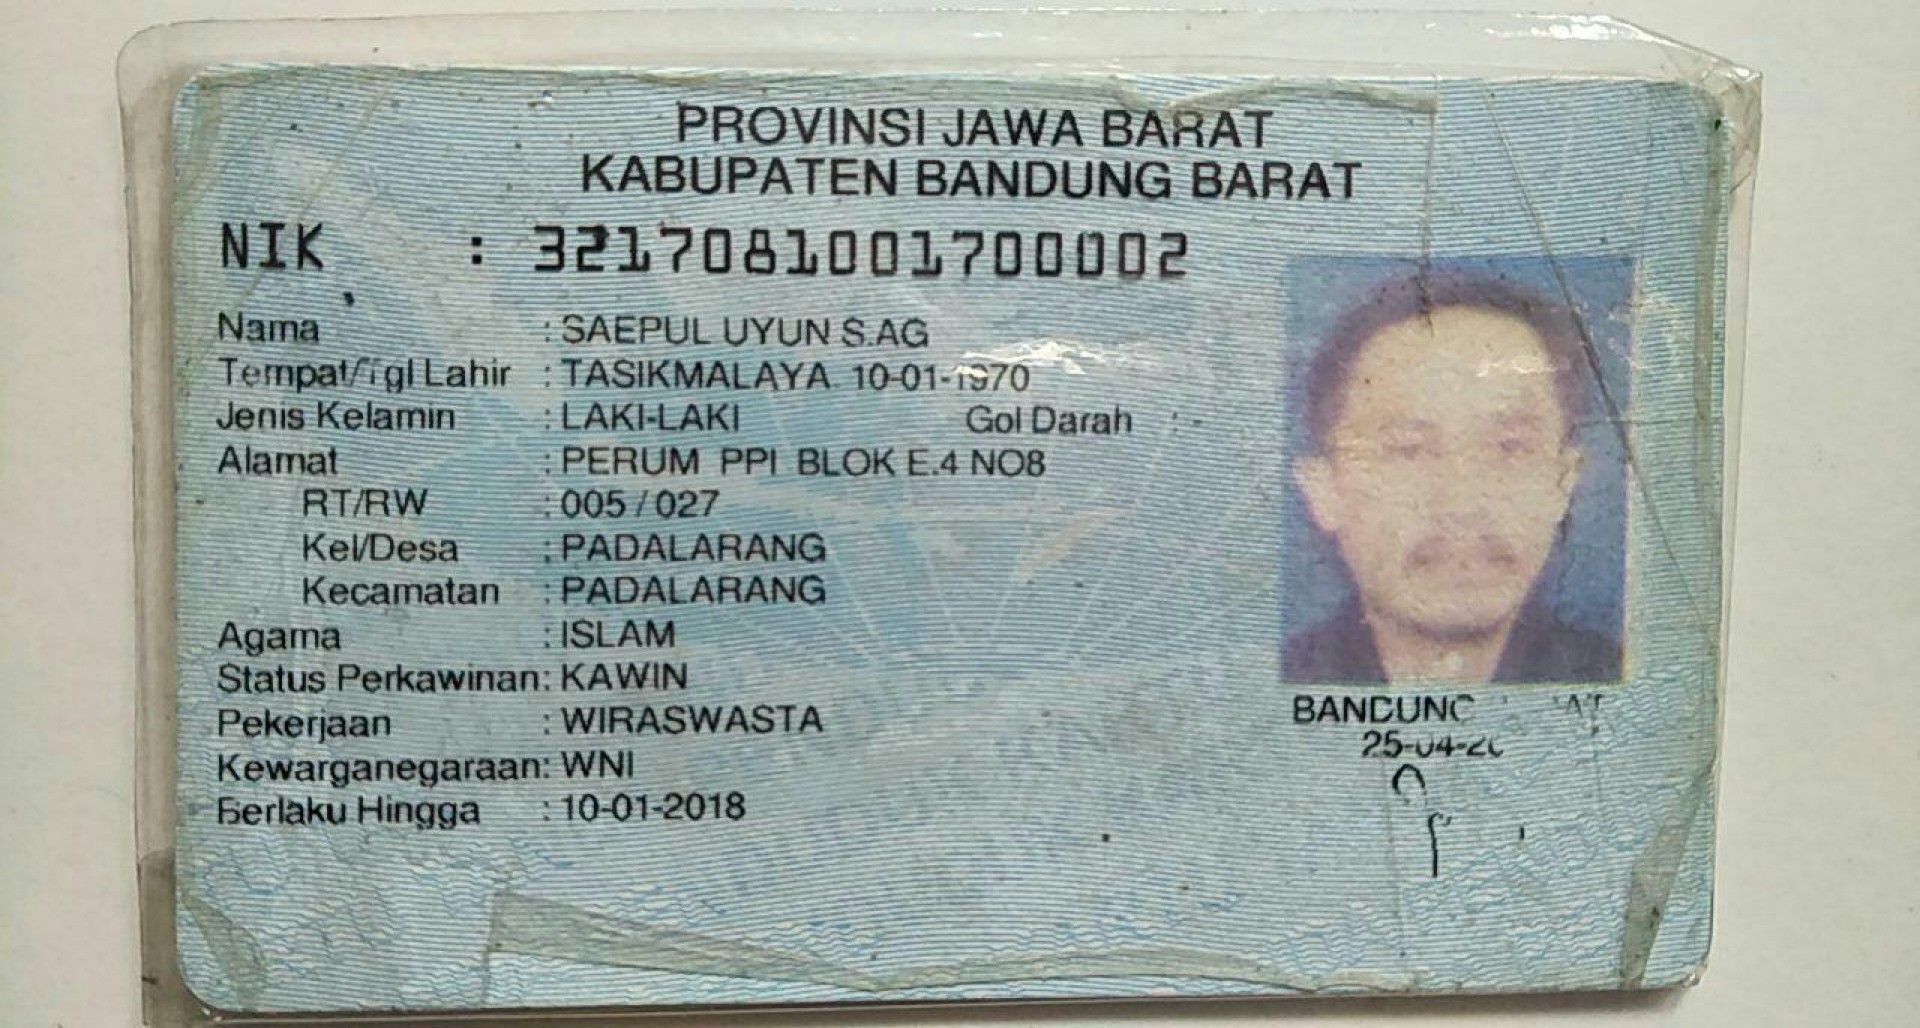 PROVINSI JAWA BARAT
KABUPATEN BANDUNG BARAT
NIK : 3217081001700002
Nama : SAEPUL UYUN S.AG
Tempat/Tgl Lahir : TASIKMALAYA 10-01-1970
Jenis Kelamin : LAKI-LAKI Gol Darah : -
Alamat : PERUM PPI BLOK E.4 NO8
RT/RW : 005 / 027
Kel/Desa : PADALARANG
Kecamatan : PADALARANG
Agama : ISLAM
Status Perkawinan: KAWIN
Pekerjaan : WIRASWASTA
Kewarganegaraan: WNI
Berlaku Hingga : 10-01-2018
BANDUNG
25-04-